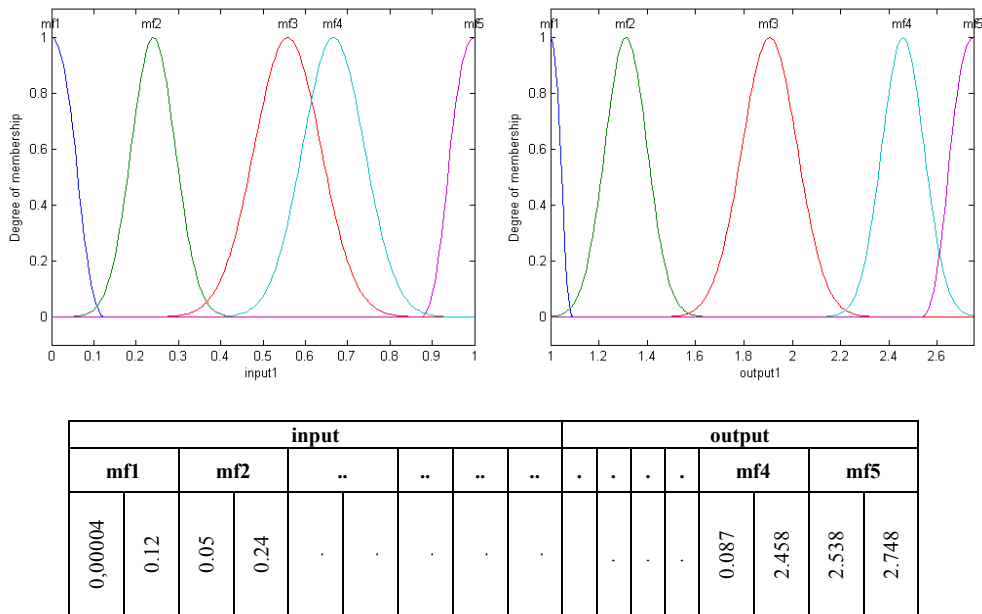 mf1 mf2 mf3 mf4 mf5
1
0.8
0.6
0.4
0.2
0
Degree of membership
0 0.1 0.2 0.3 0.4 0.5 0.6 0.7 0.8 0.9 1
input1
mf1 mf2 mf3 mf4 mf5
1
0.8
0.6
0.4
0.2
0
Degree of membership
1 1.2 1.4 1.6 1.8 2 2.2 2.4 2.6
output1
input output
mf1 mf2 .. .. .. .. . . . . mf4 mf5
0,00004 0.12 0.05 0.24 . . . . . . . . 0.087 2.458 2.538 2.748